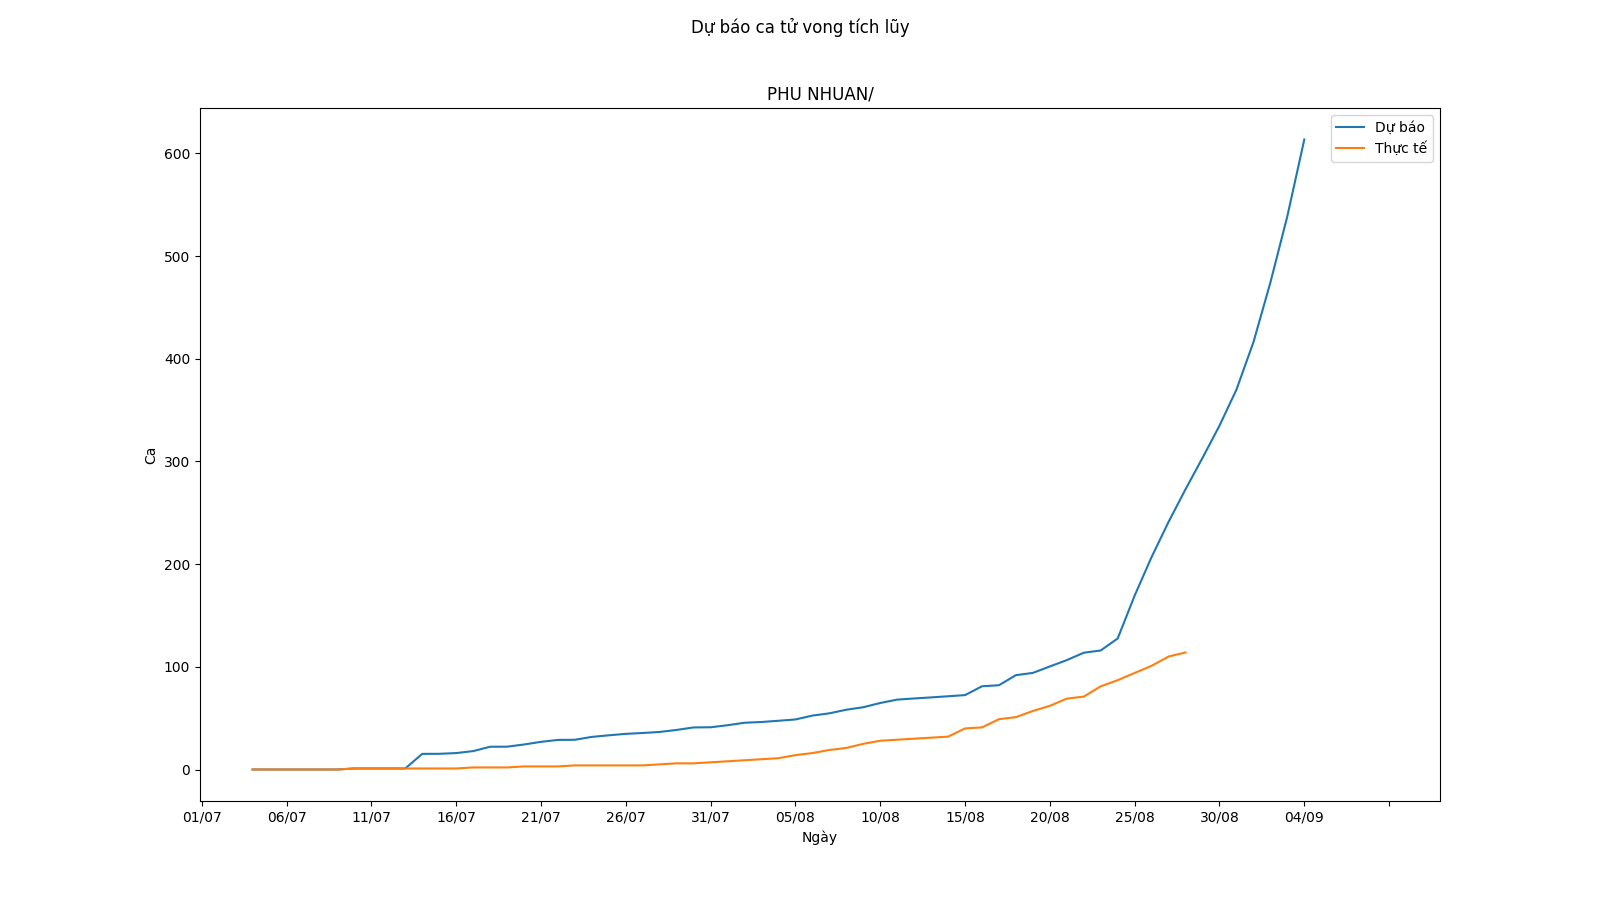 Dự báo ca tử vong tích lũy
PHU NHUAN/
Dự báo
Thực tế
600
500
400
300
200
100
0
Ca
01/07 06/07 11/07 16/07 21/07 26/07 31/07 05/08 10/08 15/08 20/08 25/08 30/08 04/09
Ngày